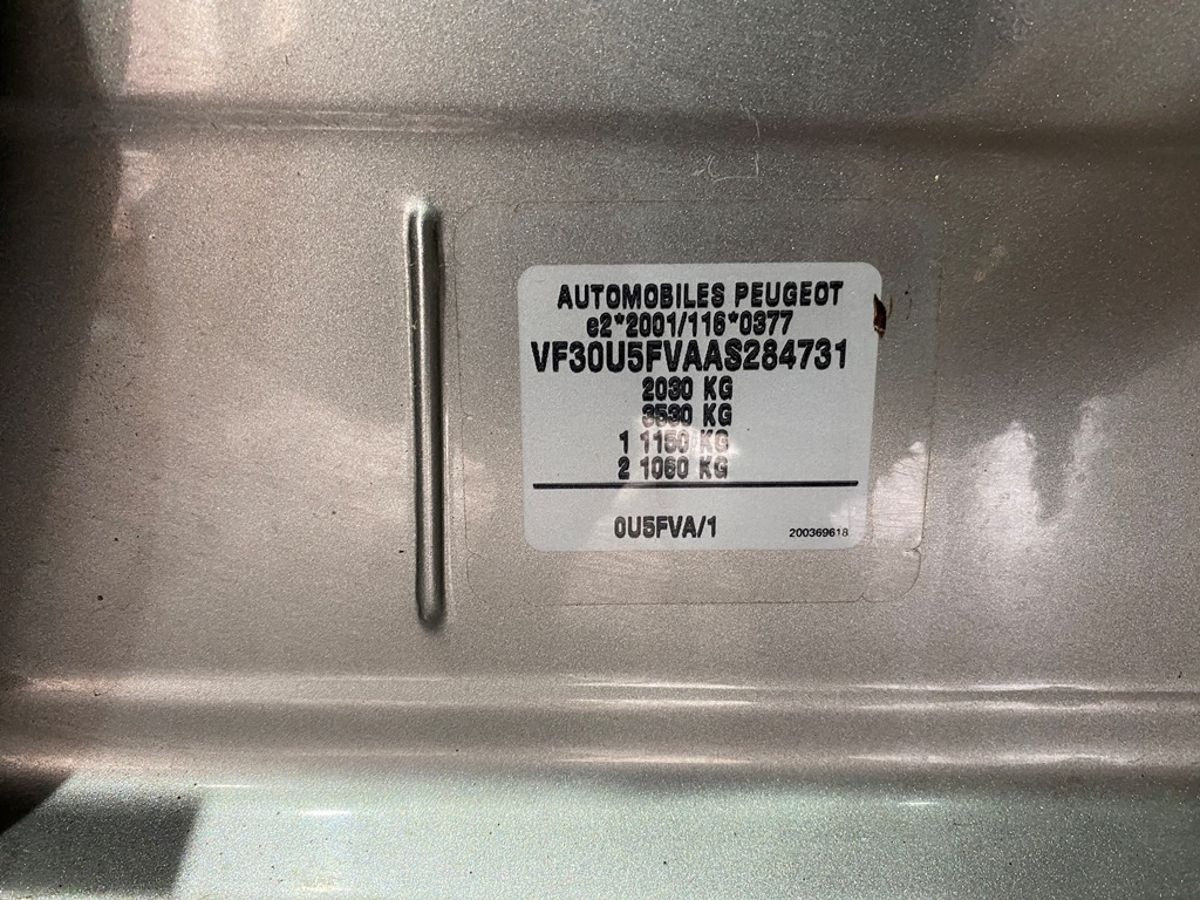 AUTOMOBILES PEUGEOT
e2*2001/116*0377
VF30U5FVAAS284731
2030 KG
3530 KG
1 1150 KG
2 1060 KG
0U5FVA/1
200369618